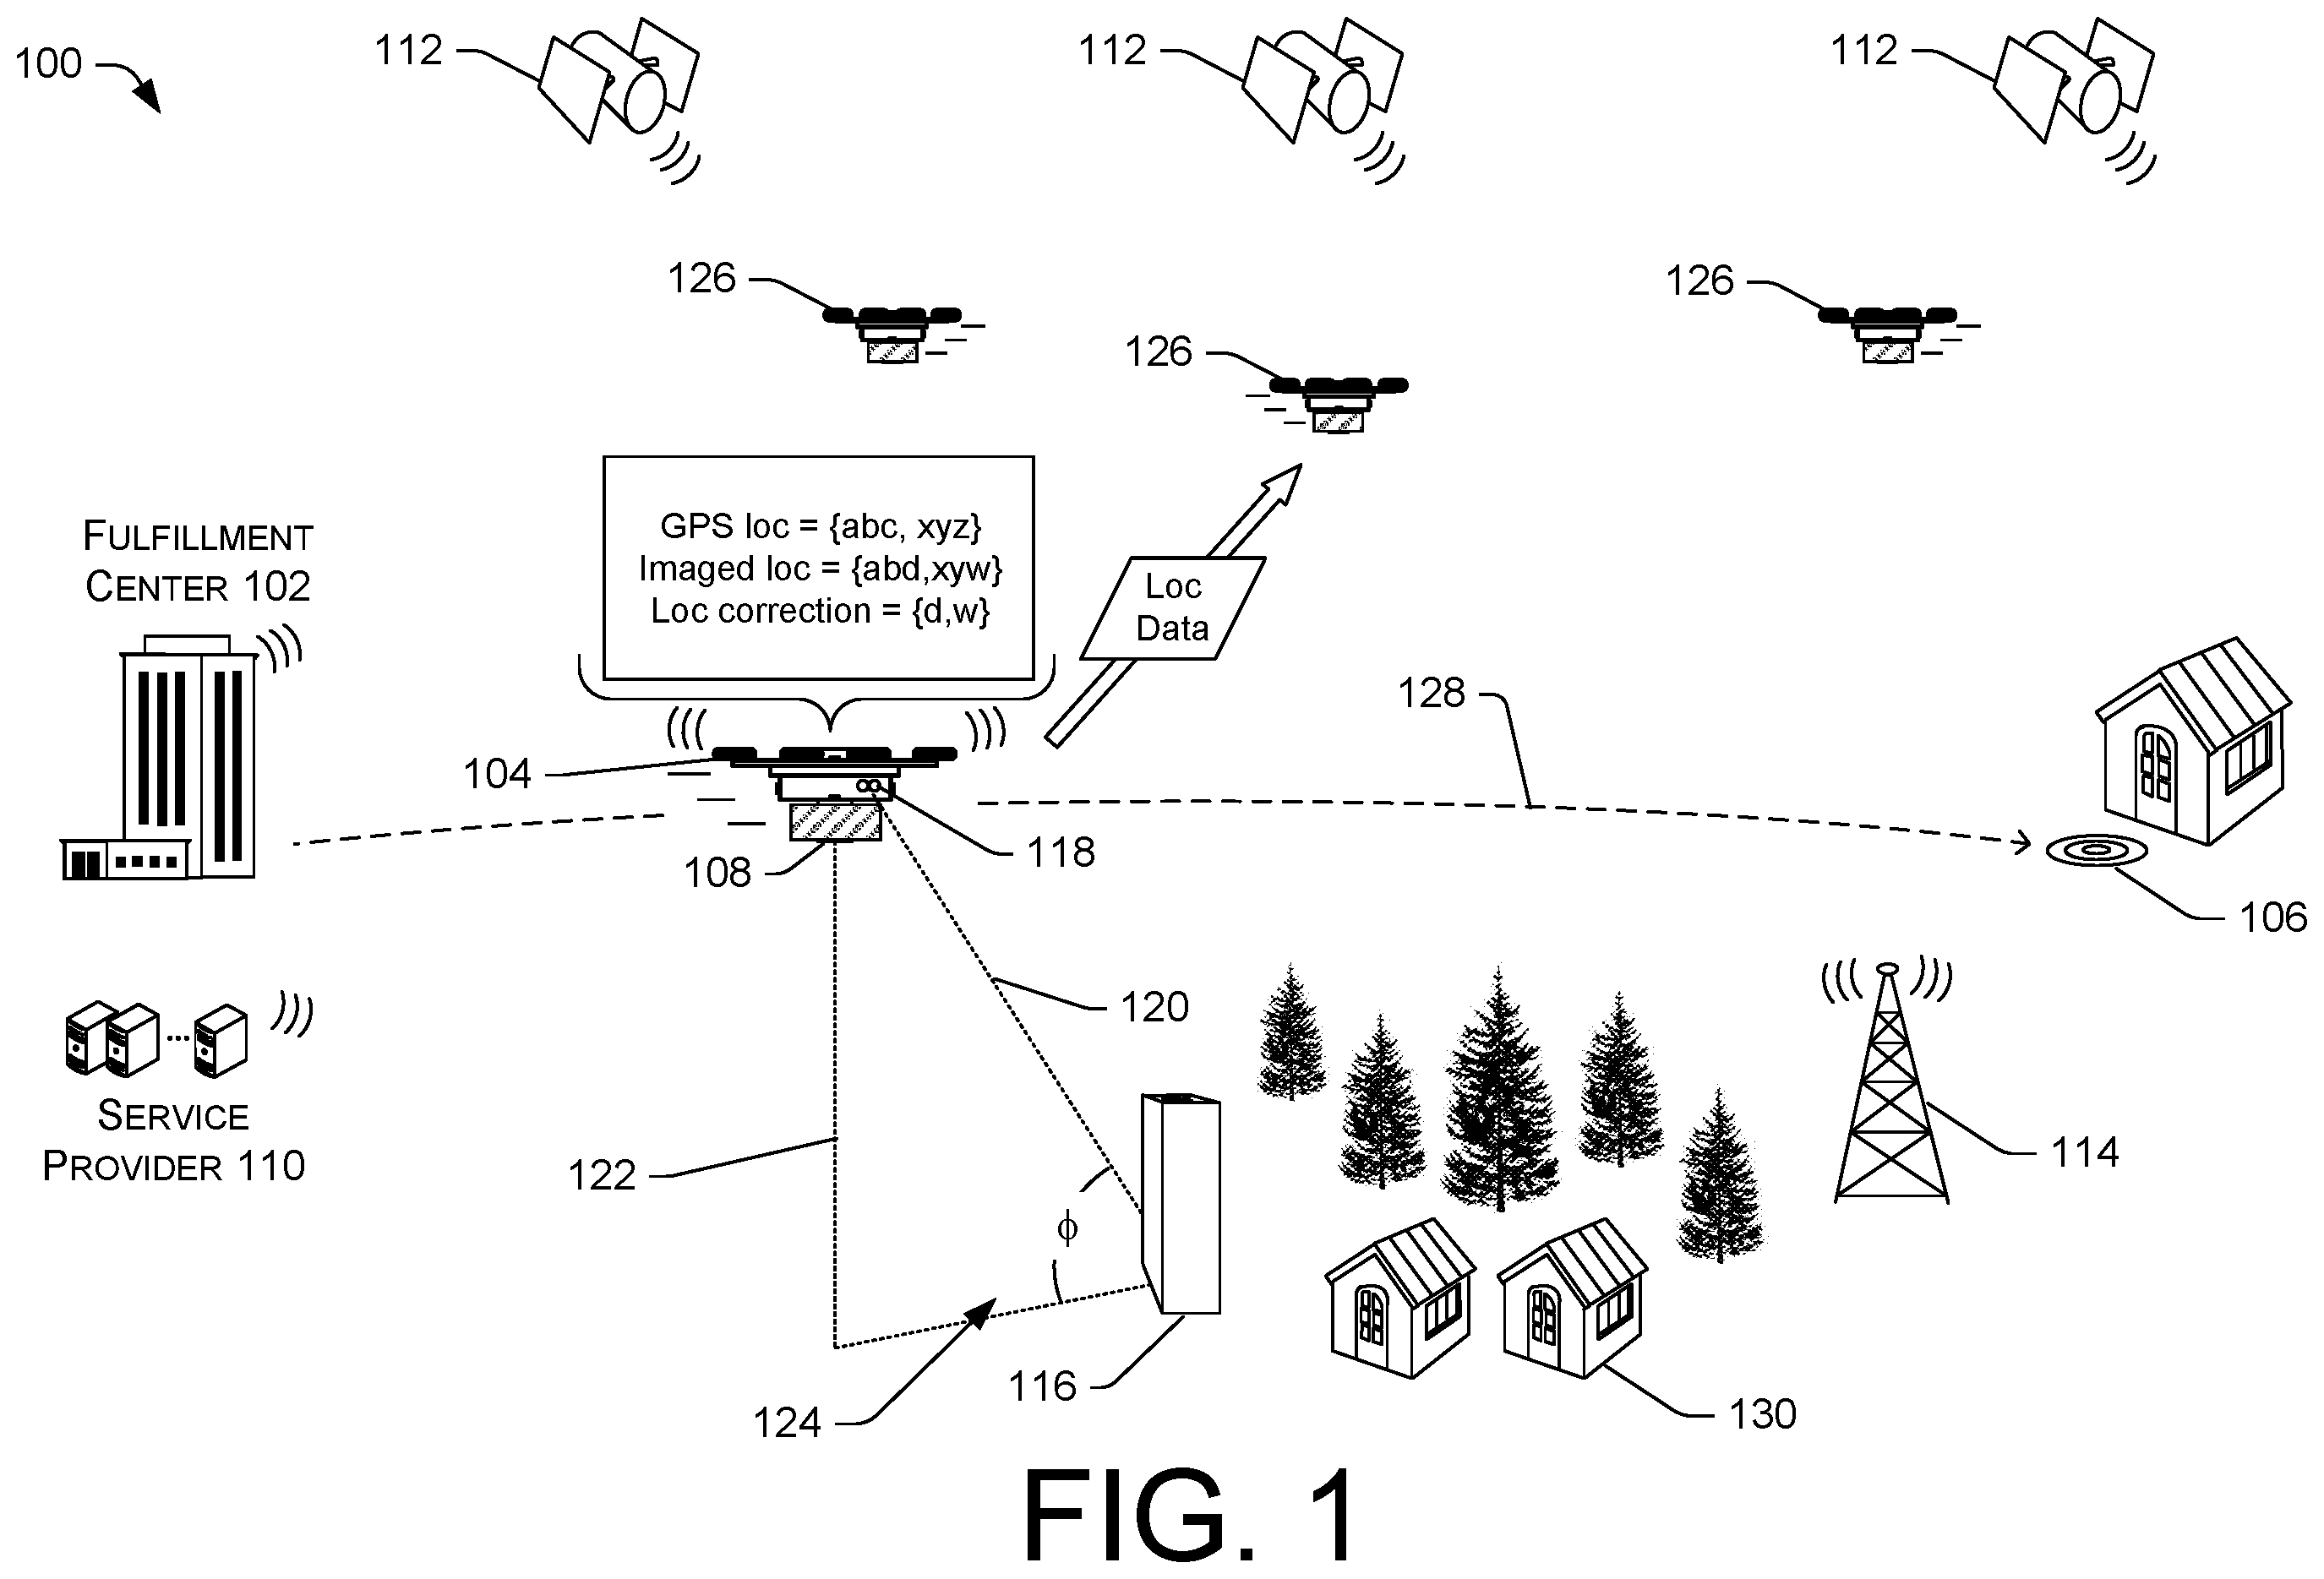 100
112
112
112
126
126
126
GPS loc = {abc, xyz}
Imaged loc = {abd,xyw}
Loc correction = {d,w}
Loc
Data
FULFILLMENT
CENTER 102
128
104
118
108
106
120
SERVICE
PROVIDER 110
122
ϕ
114
116
124
130
FIG. 1